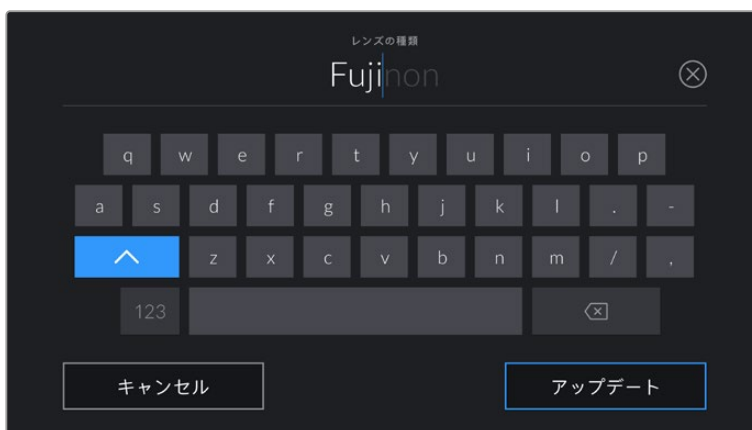 レンズの種類
Fujinon
q w e r t y u i o p
a s d f g h j k l . -
z x c v b n m / ,
123
キャンセル アップデート